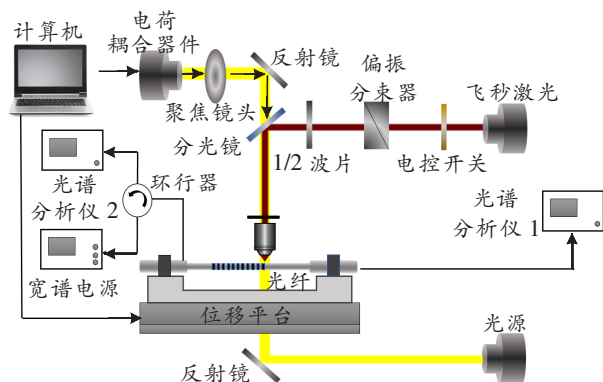 计算机
电荷
耦合器件
反射镜
聚焦镜头
分光镜
1/2 波片
偏振
分束器
电控开关
飞秒激光
光谱
分析仪 2
环行器
宽谱电源
光纤
位移平台
光谱
分析仪 1
反射镜
光源